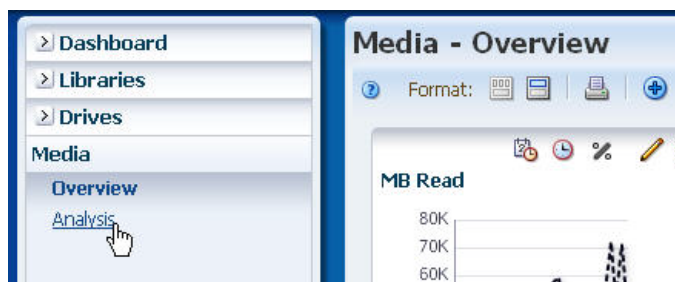 Dashboard
Libraries
Drives
Media
Overview
Analysis
Media - Overview
Format:
MB Read
80K
70K
60K